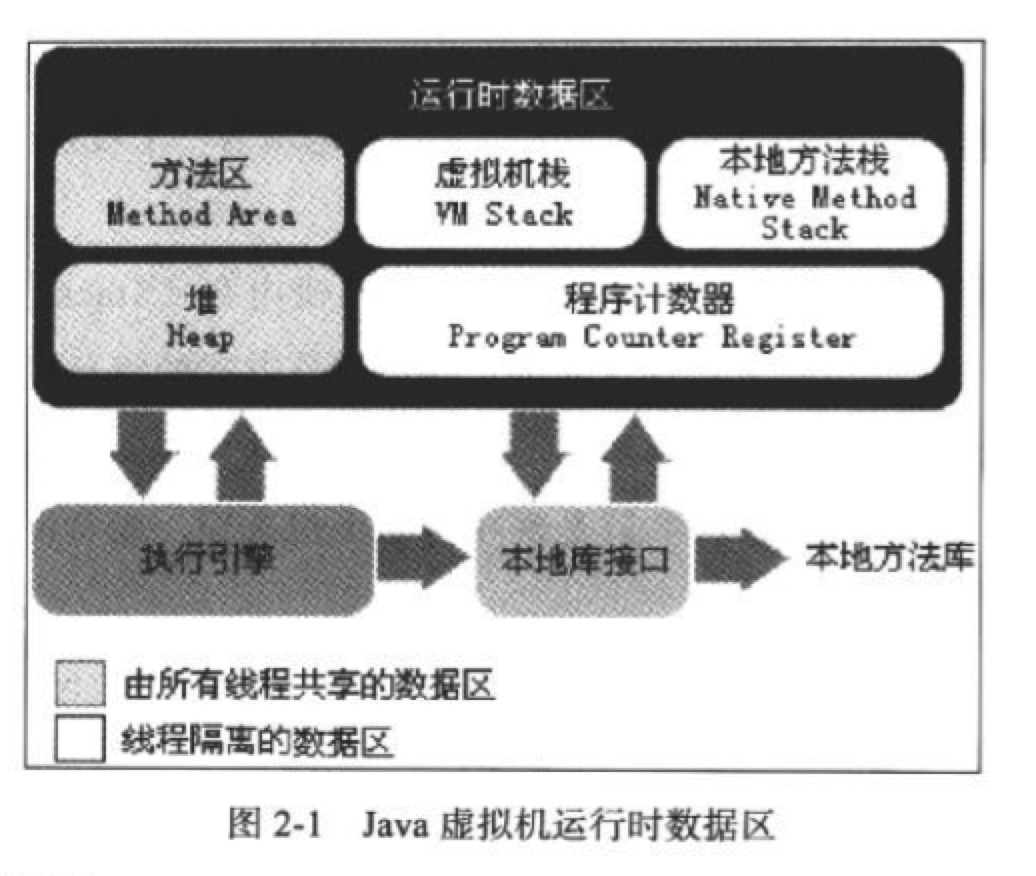 运行时数据区
方法区
Method Area
虚拟机栈
VM Stack
本地方法栈
Native Method
Stack
堆
Heap
程序计数器
Program Counter Register
执行引擎
本地库接口
本地方法库
由所有线程共享的数据区
线程隔离的数据区
图 2-1 Java 虚拟机运行时数据区